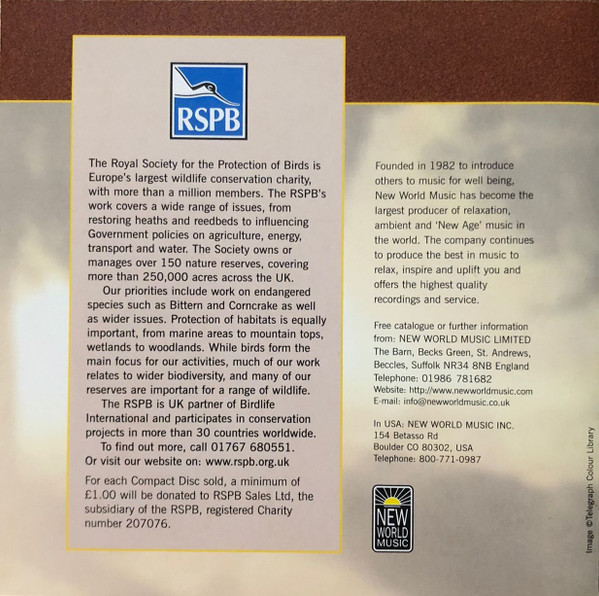 RSPB
The Royal Society for the Protection of Birds is
Europe's largest wildlife conservation charity,
with more than a million members. The RSPB's
work covers a wide range of issues, from
restoring heaths and reedbeds to influencing
Government policies on agriculture, energy,
transport and water. The Society owns or
manages over 150 nature reserves, covering
more than 250,000 acres across the UK.
Our priorities include work on endangered
species such as Bittern and Corncrake as well
as wider issues. Protection of habitats is equally
important, from marine areas to mountain tops,
wetlands to woodlands. While birds form the
main focus for our activities, much of our work
relates to wider biodiversity, and many of our
reserves are important for a range of wildlife.
The RSPB is UK partner of Birdlife
International and participates in conservation
projects in more than 30 countries worldwide.
To find out more, call 01767 680551.
Or visit our website on: www.rspb.org.uk
For each Compact Disc sold, a minimum of
£1.00 will be donated to RSPB Sales Ltd, the
subsidiary of the RSPB, registered Charity
number 207076.
Founded in 1982 to introduce
others to music for well being,
New World Music has become the
largest producer of relaxation,
ambient and 'New Age' music in
the world. The company continues
to produce the best in music to
relax, inspire and uplift you and
offers the highest quality
recordings and service.
Free catalogue or further information
from: NEW WORLD MUSIC LIMITED
The Barn, Becks Green, St. Andrews,
Beccles, Suffolk NR34 8NB England
Telephone: 01986 781682
Website: http://www.newworldmusic.com
E-mail: info@newworldmusic.co.uk
In USA: NEW WORLD MUSIC INC.
154 Betasso Rd
Boulder CO 80302, USA
Telephone: 800-771-0987
NEW
WORLD
MUSIC
Image ©Telegraph Colour Library